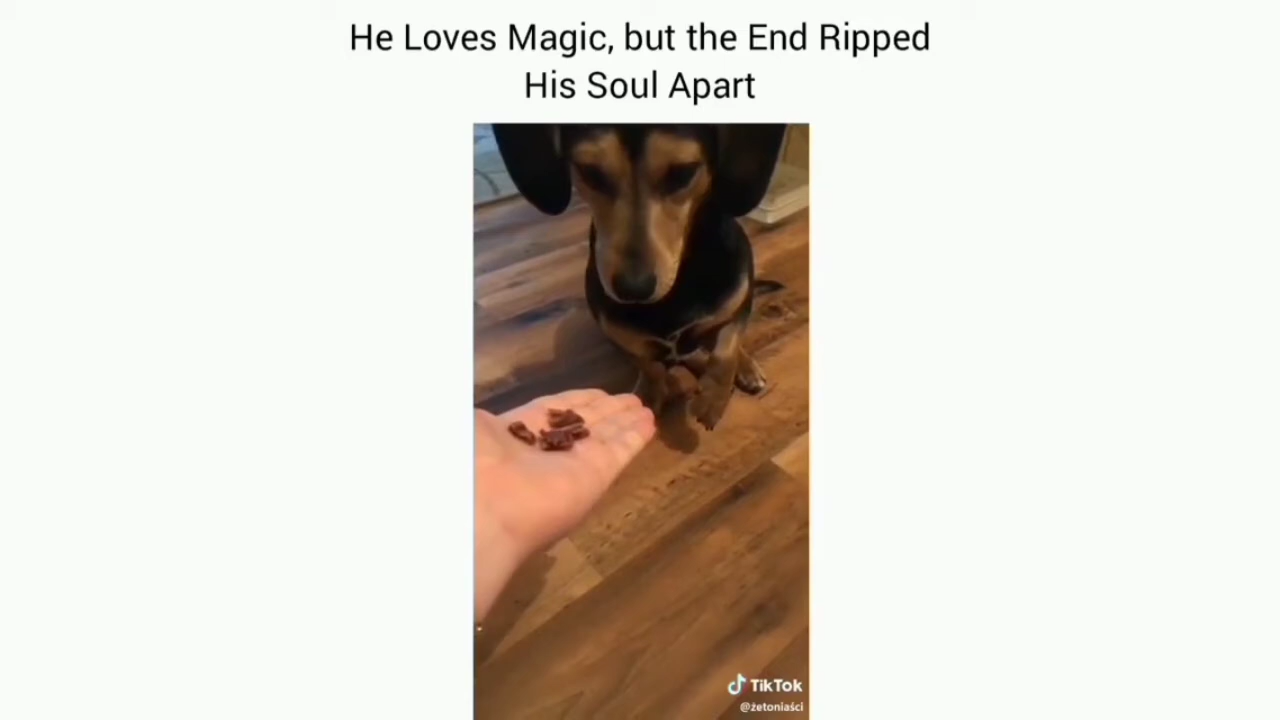 He Loves Magic, but the End Ripped
His Soul Apart
TikTok
@żetoniaści